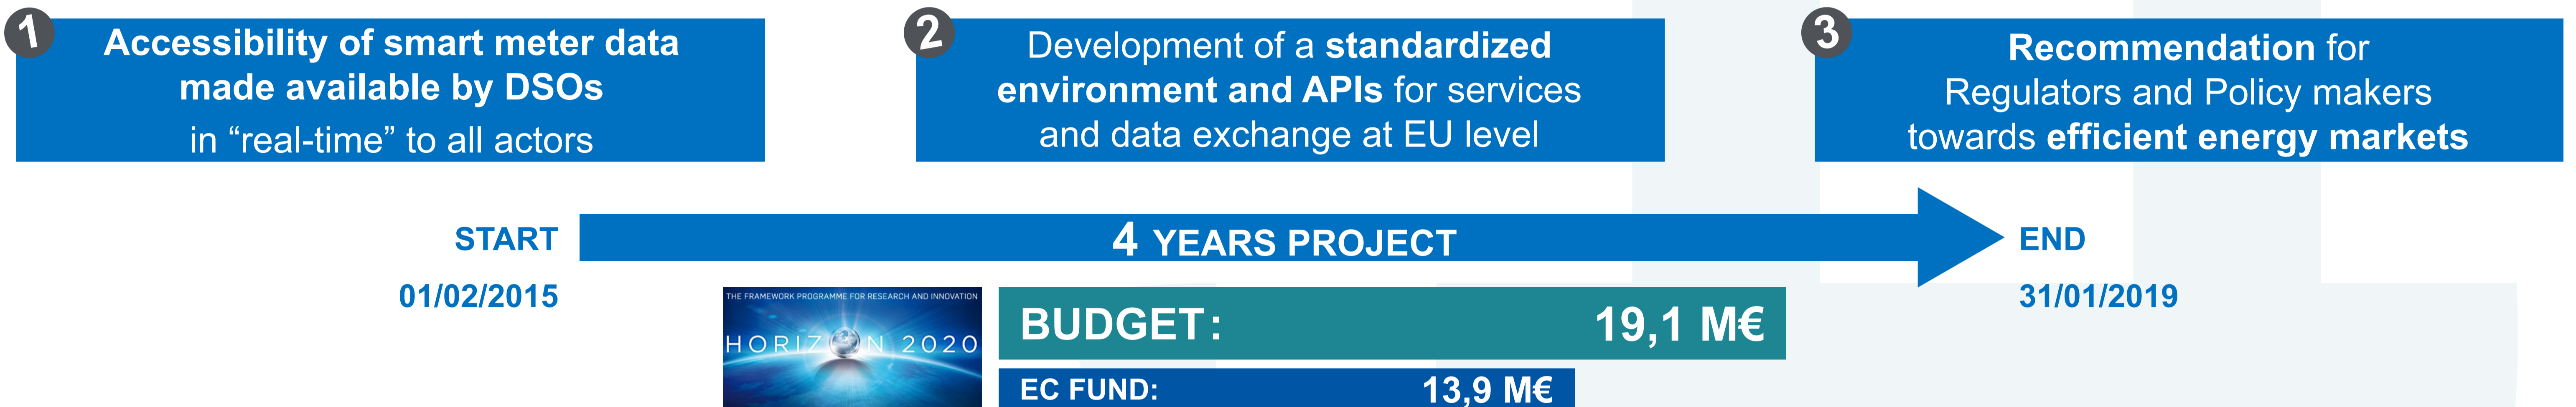 1
Accessibility of smart meter data
made available by DSOs
in “real-time” to all actors
2
Development of a standardized
environment and APIs for services
and data exchange at EU level
3
Recommendation for
Regulators and Policy makers
towards efficient energy markets
START
01/02/2015
4 YEARS PROJECT
END
31/01/2019
THE FRAMEWORK PROGRAMME FOR RESEARCH AND INNOVATION
HORIZON 2020
BUDGET: 19,1 M€
EC FUND: 13,9 M€